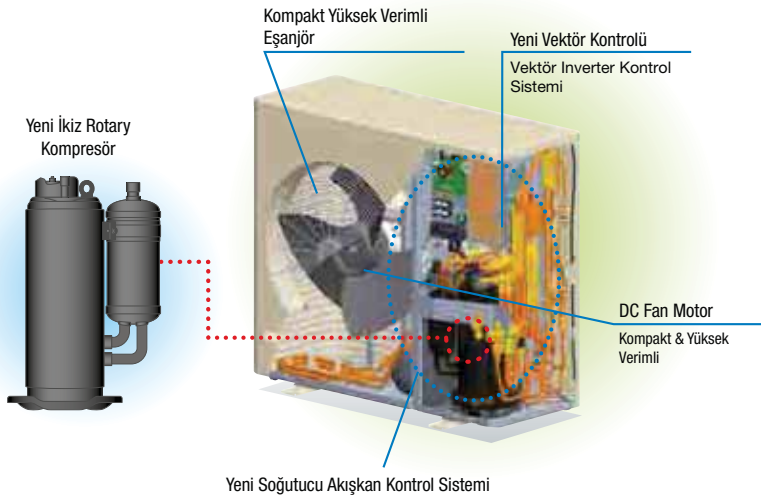 Kompakt Yüksek Verimli
Eşanjör
Yeni Vektör Kontrolü
Vektör Inverter Kontrol
Sistemi
Yeni İkiz Rotary
Kompresör
DC Fan Motor
Kompakt & Yüksek
Verimli
Yeni Soğutucu Akışkan Kontrol Sistemi